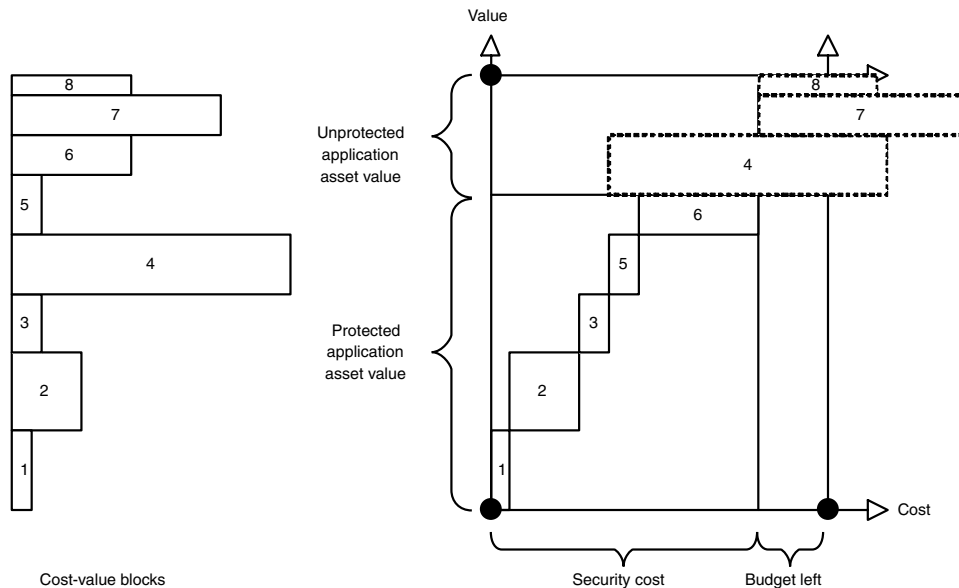 Value
8
7
6
5
4
3
2
1
Cost-value blocks
Unprotected
application
asset value
Protected
application
asset value
8
7
4
6
5
3
2
1
Cost
Security cost
Budget left